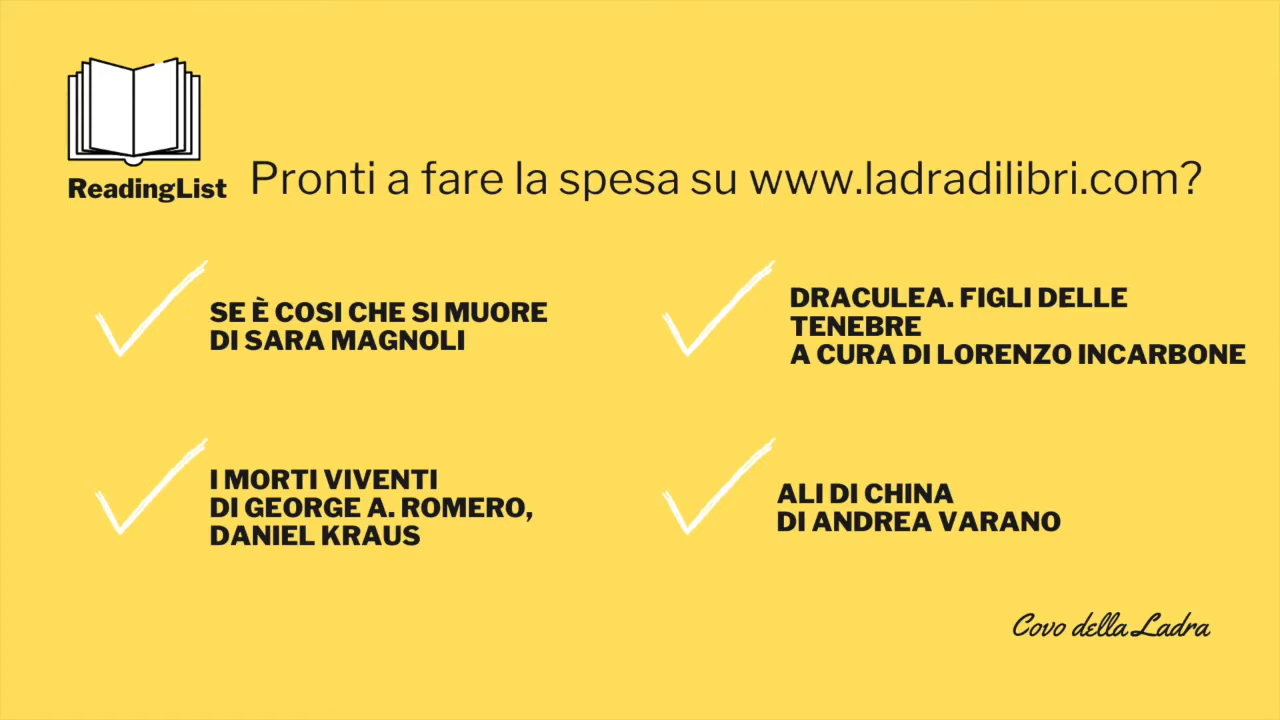 ReadingList
Pronti a fare la spesa su www.ladradilibri.com?
SE È COSI CHE SI MUORE
DI SARA MAGNOLI
DRACULEA. FIGLI DELLE
TENEBRE
A CURA DI LORENZO INCARBONE
I MORTI VIVENTI
DI GEORGE A. ROMERO,
DANIEL KRAUS
ALI DI CHINA
DI ANDREA VARANO
Covo della Ladra